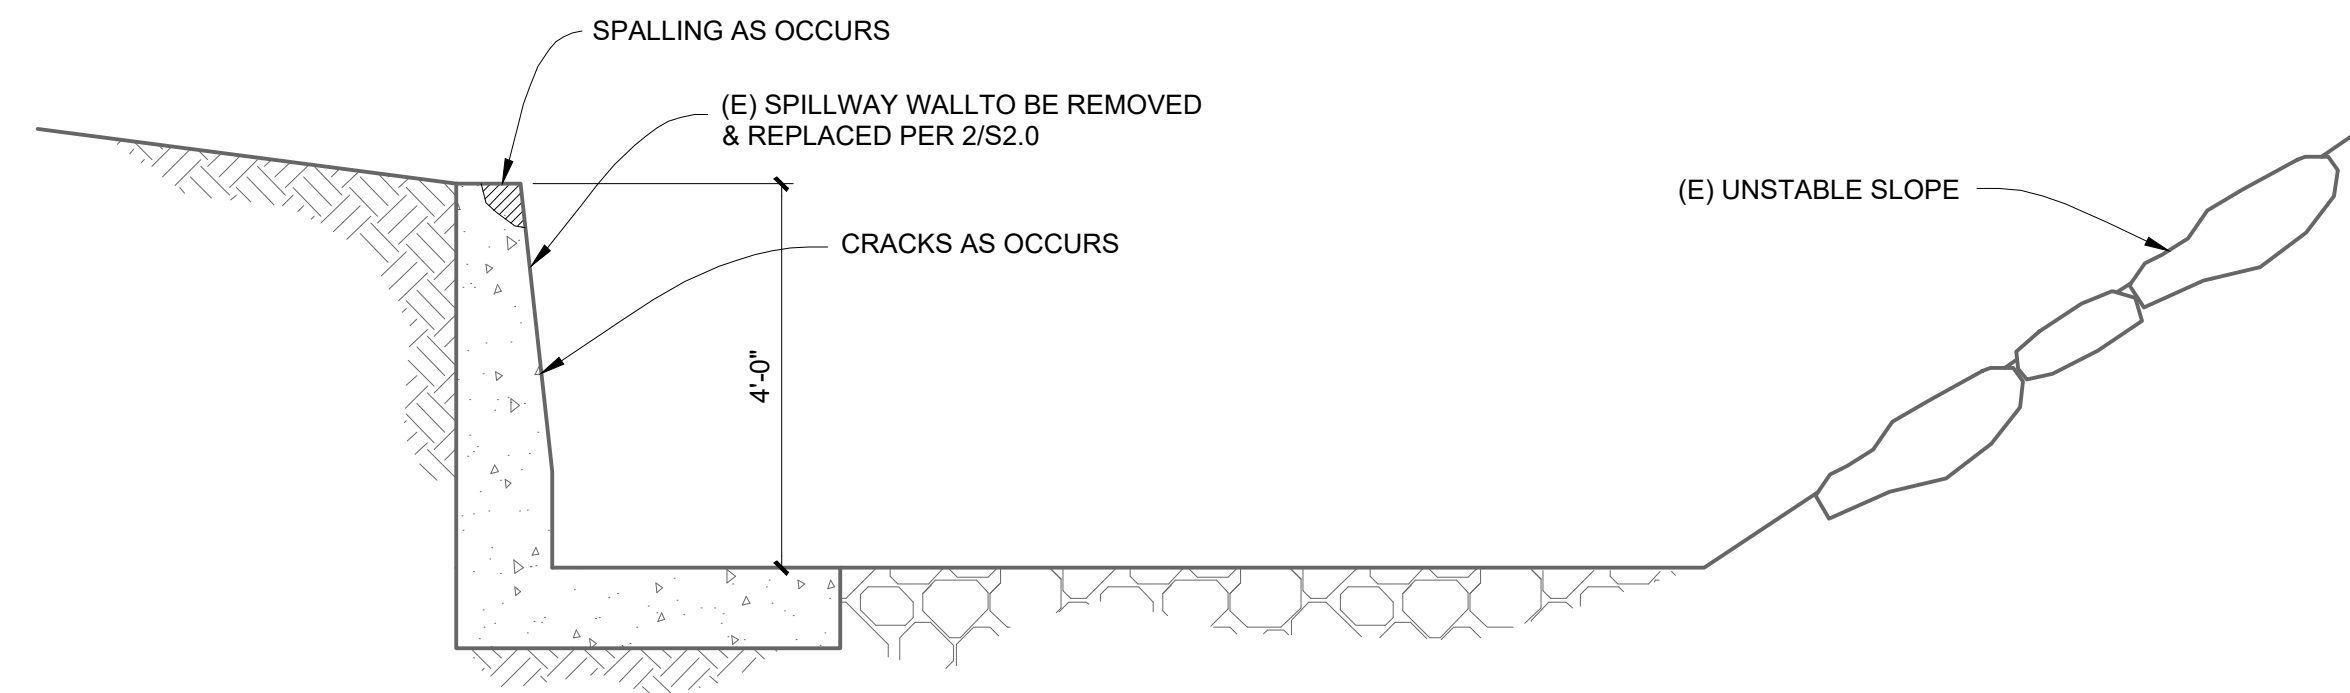 SPALLING AS OCCURS
(E) SPILLWAY WALLTO BE REMOVED
& REPLACED PER 2/S2.0
(E) UNSTABLE SLOPE
CRACKS AS OCCURS
4'-0"